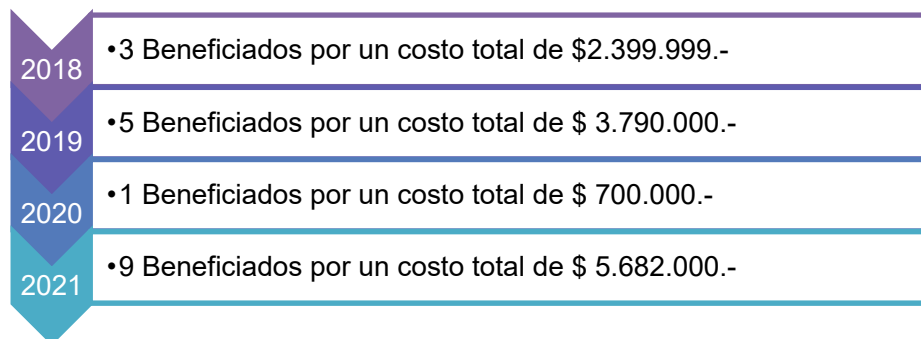 2018
•3 Beneficiados por un costo total de $2.399.999.-
2019
•5 Beneficiados por un costo total de $ 3.790.000.-
2020
•1 Beneficiados por un costo total de $ 700.000.-
2021
•9 Beneficiados por un costo total de $ 5.682.000.-